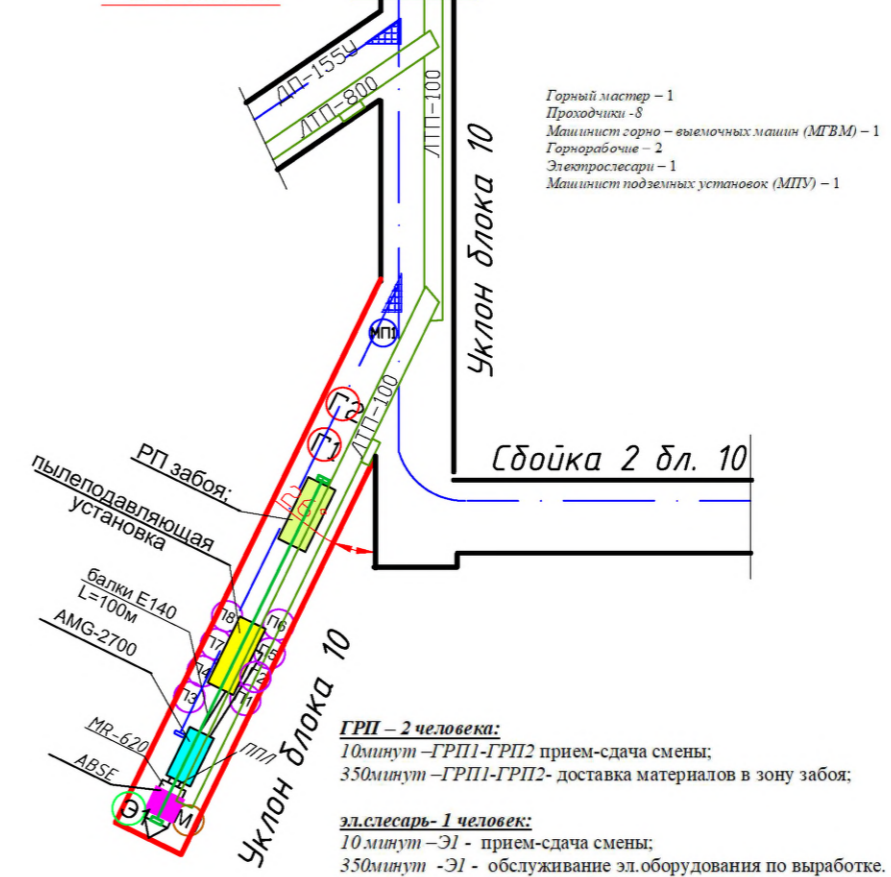 ДП-155У
ЛТП-800
ЛТП-100
Уклон блока 10
Горный мастер – 1
Проходчики -8
Машинист горно – выемочных машин (МГВМ) – 1
Горнорабочие – 2
Электрослесари – 1
Машинист подземных установок (МПУ) – 1
МП1
Г2
Г1
ЛТП-100
Сбойка 2 бл. 10
РП забоя;
пылеподавляющая
установка
балки Е140
L=100м
AMG-2700
MR-620
ABSE
ППЛ
П8
П6
П7
П5
П4
П2
П3
П1
Э1
М
Уклон блока 10
ГРП – 2 человека:
10минут –ГРП1-ГРП2 прием-сдача смены;
350минут –ГРП1-ГРП2- доставка материалов в зону забоя;
эл.слесарь- 1 человек:
10 минут –Э1 - прием-сдача смены;
350минут -Э1 - обслуживание эл.оборудования по выработке.